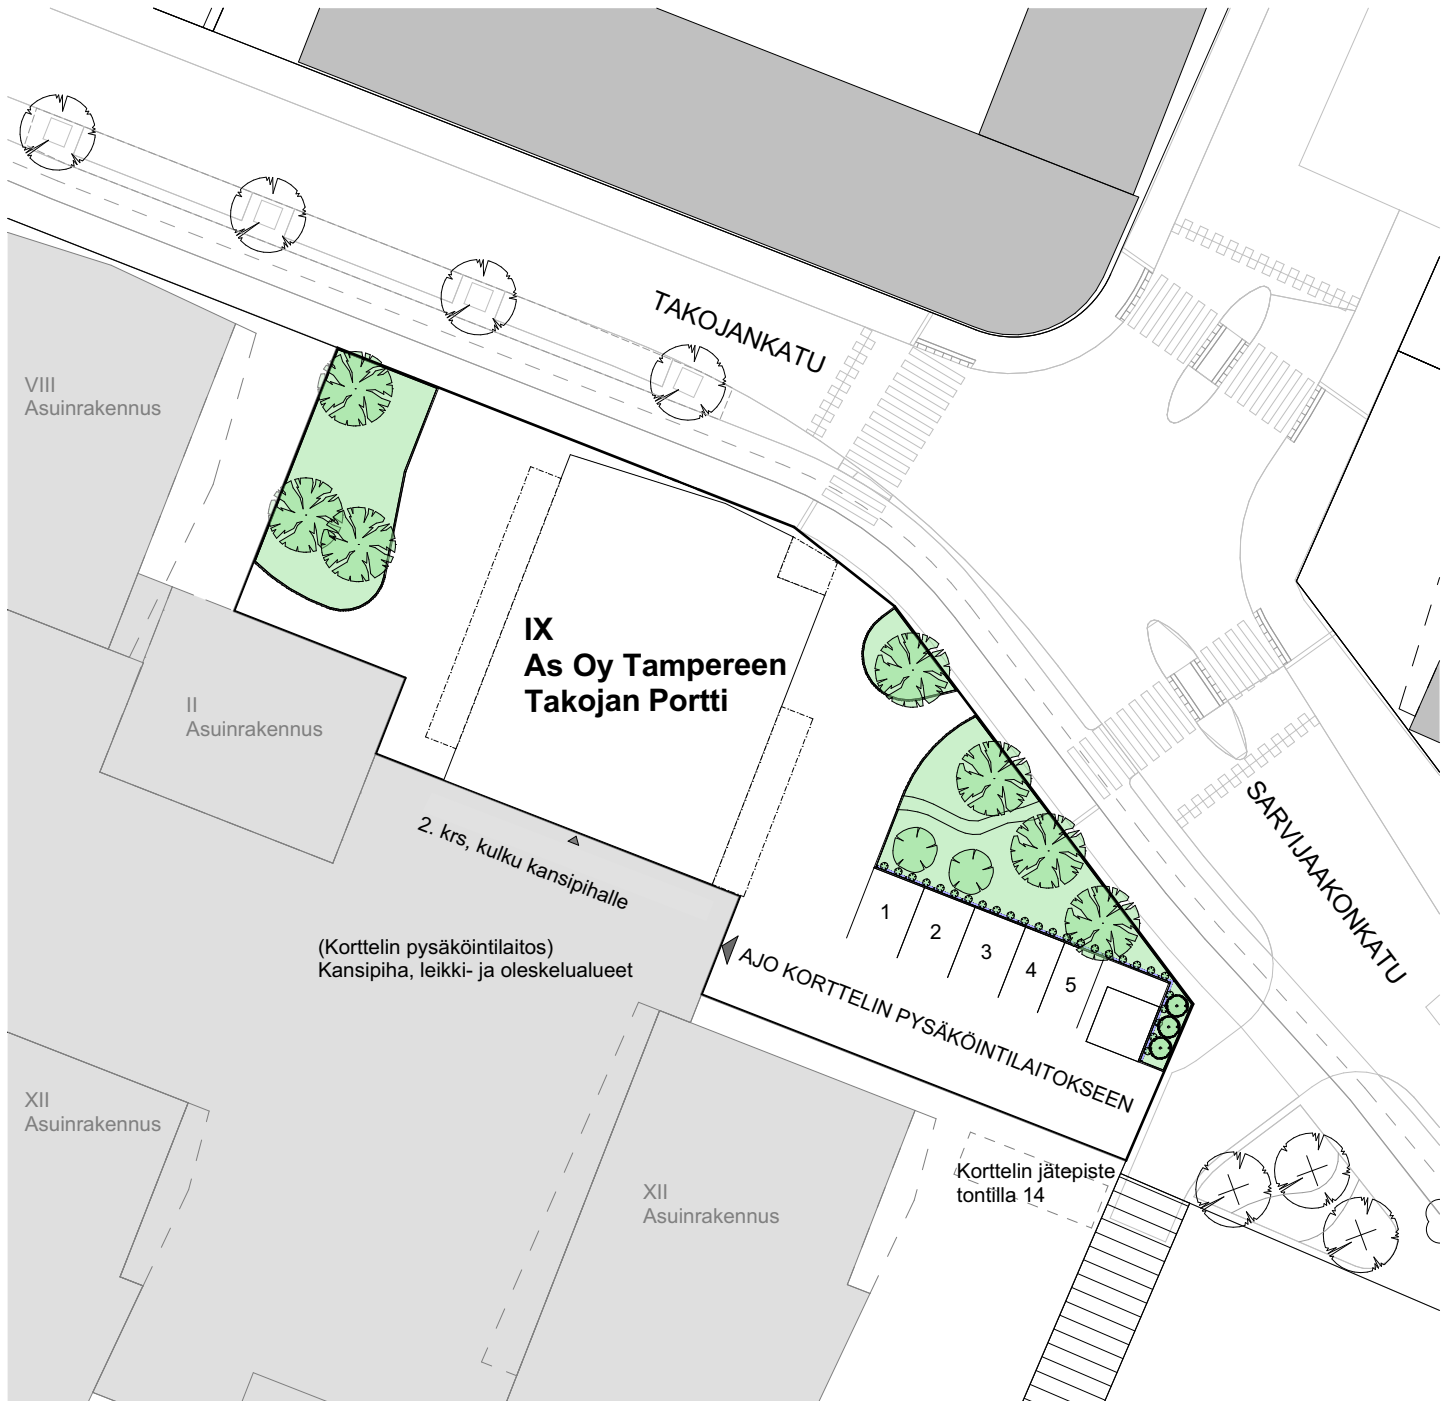 TAKOJANKATU
VIII
Asuinrakennus
IX
As Oy Tampereen
Takojan Portti
II
Asuinrakennus
SARVIJAAKONKATU
2. krs, kulku kansipihalle
1
2
3
4
5
(Korttelin pysäköintilaitos)
Kansipiha, leikki- ja oleskelualueet
AJO KORTTELIN PYSÄKÖINTILAITOKSEEN
XII
Asuinrakennus
Korttelin jätepiste
tontilla 14
XII
Asuinrakennus